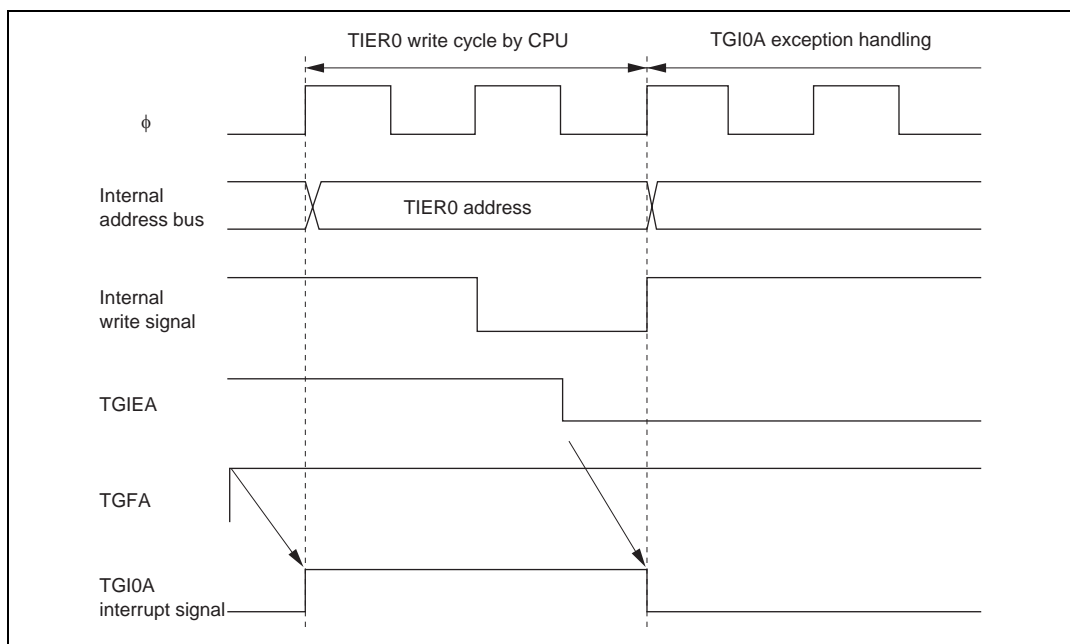 TIER0 write cycle by CPU
TGI0A exception handling
ϕ
Internal
address bus
TIER0 address
Internal
write signal
TGIEA
TGFA
TGI0A
interrupt signal